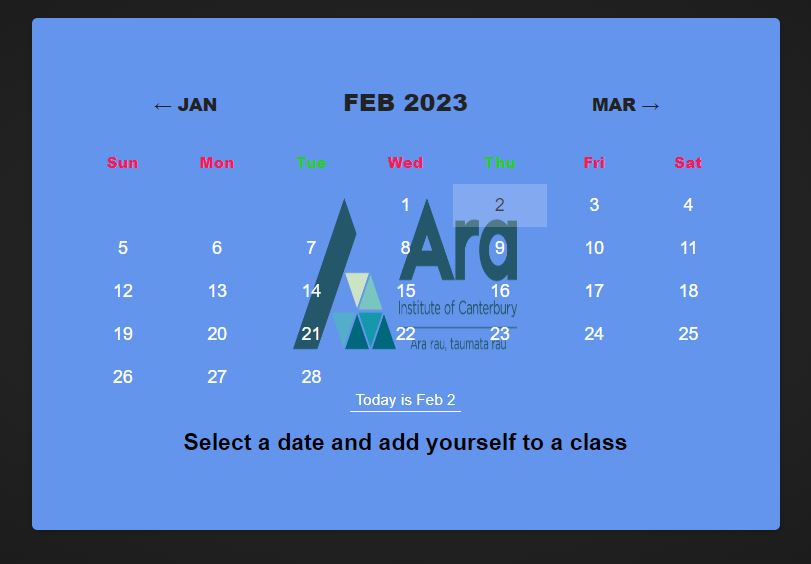 ← JAN FEB 2023 MAR →
Sun Mon Tue Wed Thu Fri Sat
1 2 3 4
5 6 7 8 9 10 11
12 13 14 15 16 17 18
19 20 21 22 23 24 25
26 27 28
Ara
Institute of Canterbury
Ara rau, taumata rau
Today is Feb 2
Select a date and add yourself to a class